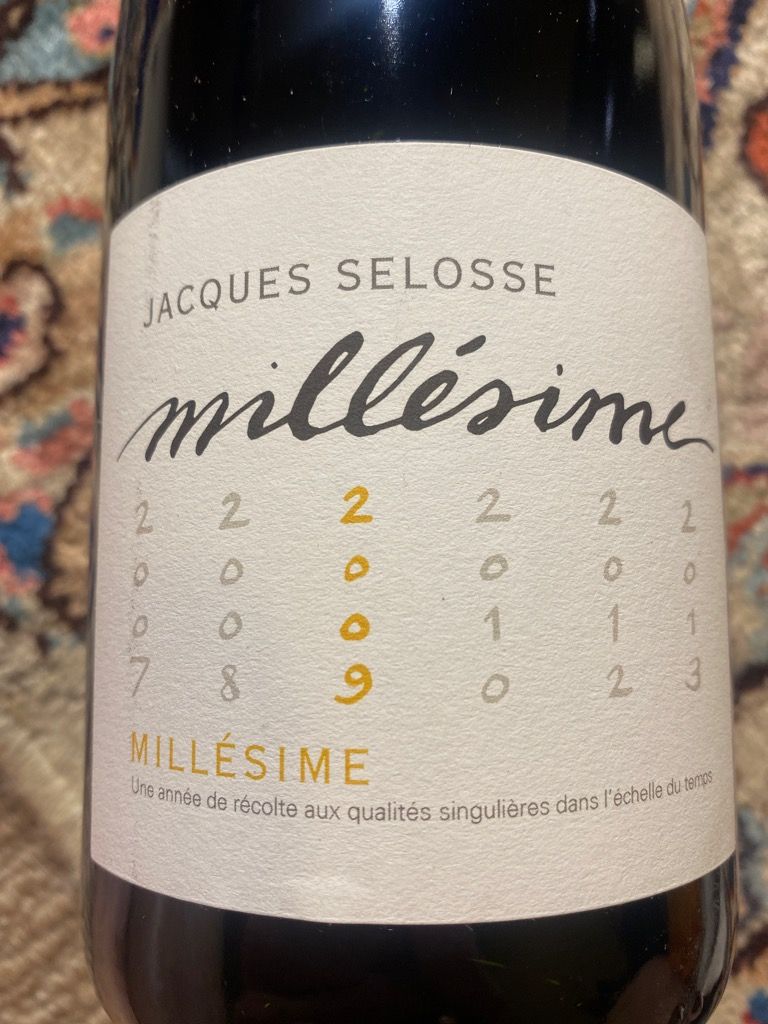 JACQUES SELOSSE
millésime
2 2 2 2 2 2
0 0 0 0 0 0
0 0 0 1 1 1
7 8 9 0 2 3
MILLÉSIME
Une année de récolte aux qualités singulières dans l'échelle du temps